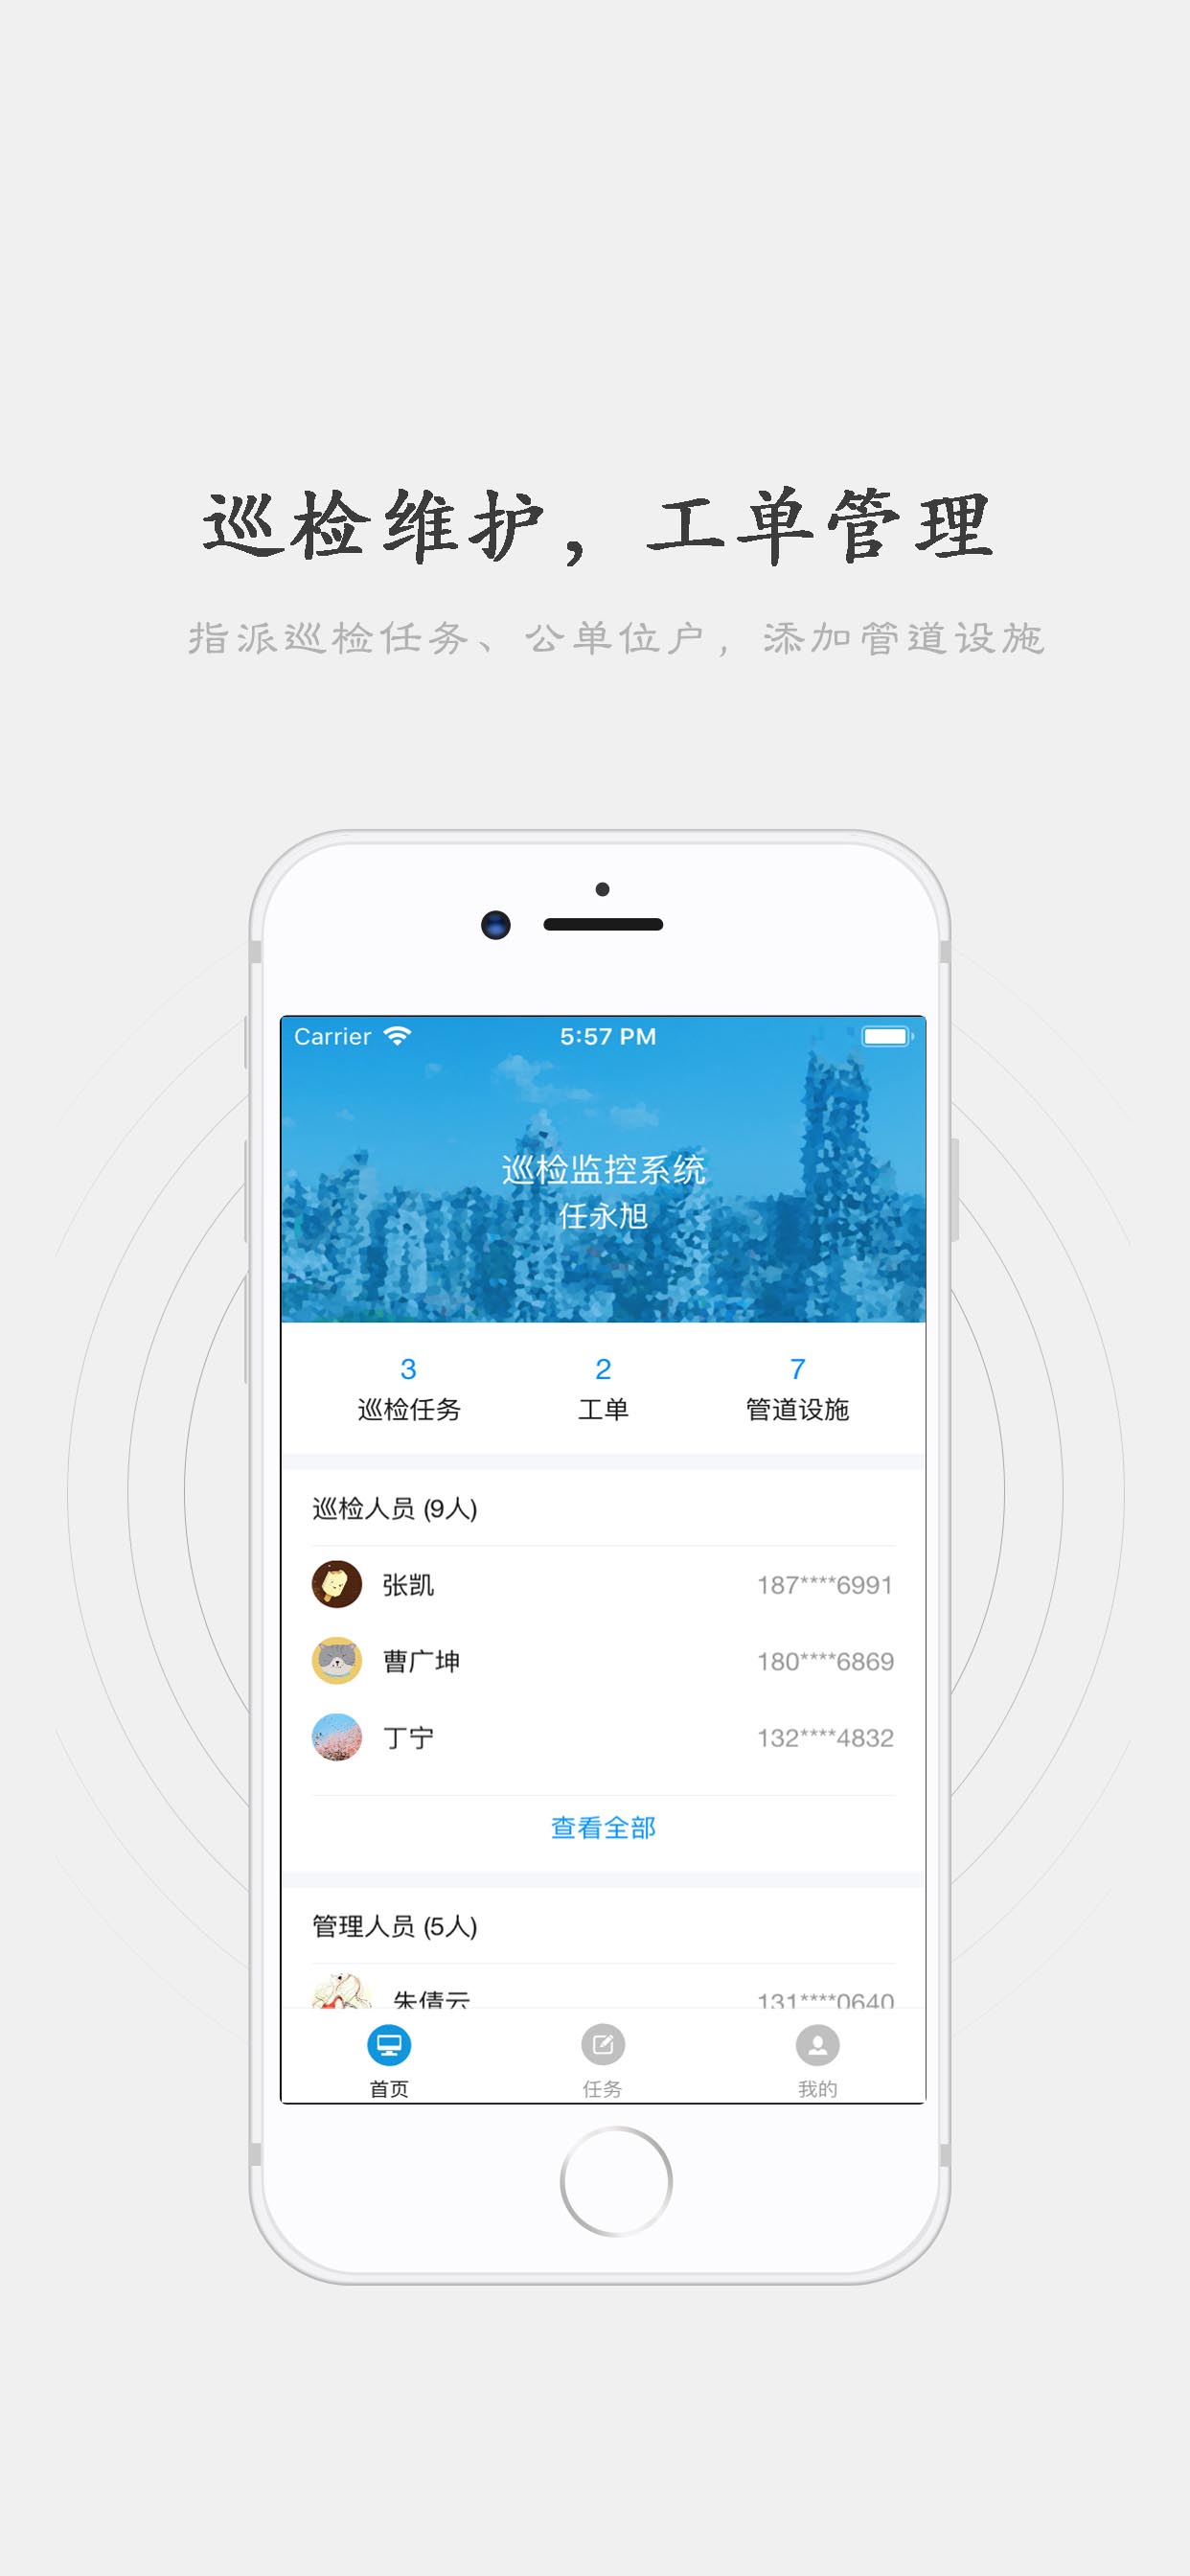 巡检维护，工单管理
指派巡检任务、公单位户，添加管道设施
Carrier 5:57 PM
巡检监控系统
任永旭
3 2 7
巡检任务 工单 管道设施
巡检人员 (9人)
张凯 187****6991
曹广坤 180****6869
丁宁 132****4832
查看全部
管理人员 (5人)
朱倩云 131****0640
首页 任务 我的